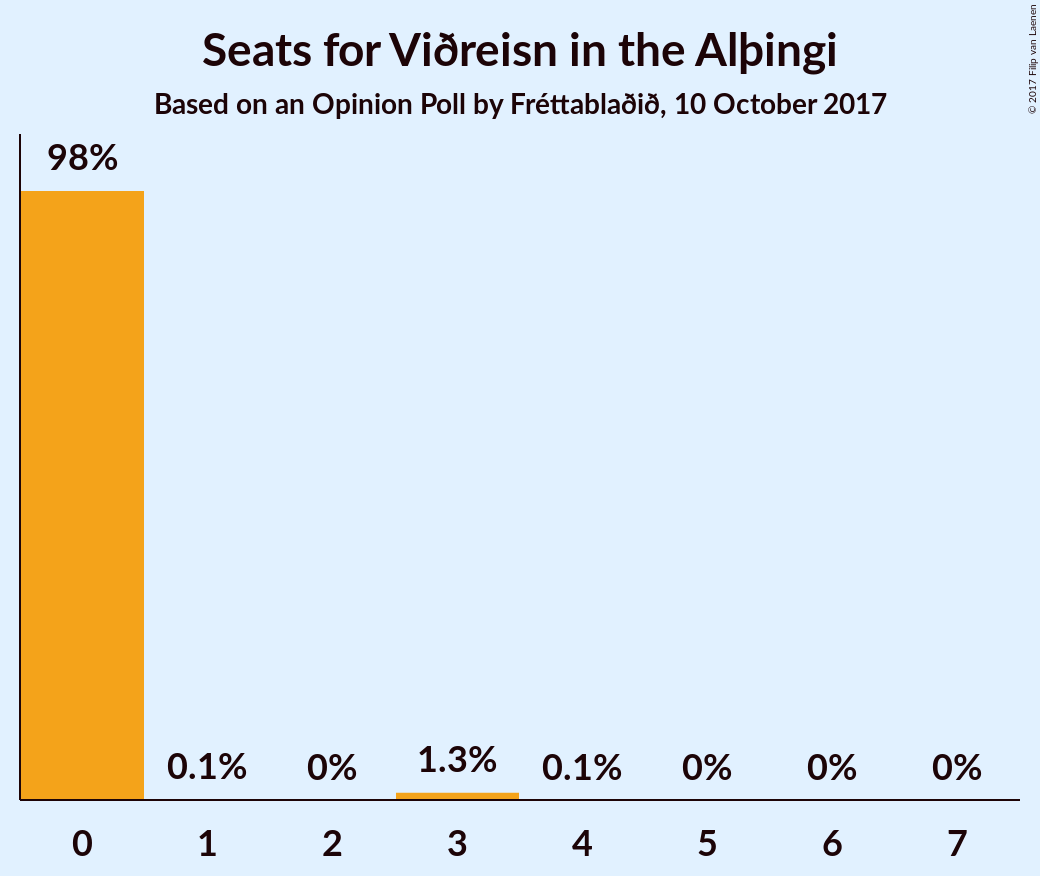 Seats for Viðreisn in the Alþingi
Based on an Opinion Poll by Fréttablaðið, 10 October 2017
© 2017 Filip van Laenen
98%
0.1%
0%
1.3%
0.1%
0%
0%
0%
0 1 2 3 4 5 6 7